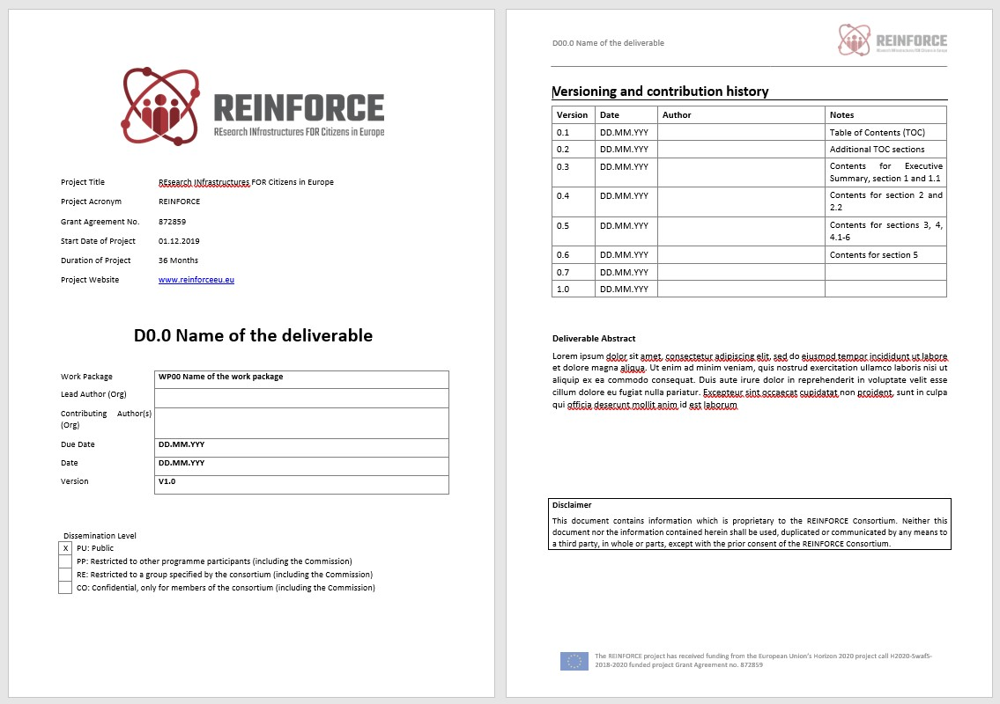 REINFORCE
REsearch INfrastructures FOR Citizens in Europe
Project Title REsearch INfrastructures FOR Citizens in Europe
Project Acronym REINFORCE
Grant Agreement No. 872859
Start Date of Project 01.12.2019
Duration of Project 36 Months
Project Website www.reinforceeu.eu
D0.0 Name of the deliverable
Work Package WP00 Name of the work package
Lead Author (Org)
Contributing Author(s)
(Org)
Due Date DD.MM.YYY
Date DD.MM.YYY
Version V1.0
Dissemination Level
X PU: Public
PP: Restricted to other programme participants (including the Commission)
RE: Restricted to a group specified by the consortium (including the Commission)
CO: Confidential, only for members of the consortium (including the Commission)
D00.0 Name of the deliverable
REINFORCE
REsearch INfrastructures FOR Citizens in Europe
Versioning and contribution history
Version Date Author Notes
0.1 DD.MM.YYY Table of Contents (TOC)
0.2 DD.MM.YYY Additional TOC sections
0.3 DD.MM.YYY Contents for Executive
Summary, section 1 and 1.1
0.4 DD.MM.YYY Contents for section 2 and
2.2
0.5 DD.MM.YYY Contents for sections 3, 4,
4.1-6
0.6 DD.MM.YYY Contents for section 5
0.7 DD.MM.YYY
1.0 DD.MM.YYY
Deliverable Abstract
Lorem ipsum dolor sit amet, consectetur adipiscing elit, sed do eiusmod tempor incididunt ut labore
et dolore magna aliqua. Ut enim ad minim veniam, quis nostrud exercitation ullamco laboris nisi ut
aliquip ex ea commodo consequat. Duis aute irure dolor in reprehenderit in voluptate velit esse
cillum dolore eu fugiat nulla pariatur. Excepteur sint occaecat cupidatat non proident, sunt in culpa
qui officia deserunt mollit anim id est laborum
Disclaimer
This document contains information which is proprietary to the REINFORCE Consortium. Neither this
document nor the information contained herein shall be used, duplicated or communicated by any means to
a third party, in whole or parts, except with the prior consent of the REINFORCE Consortium.
The REINFORCE project has received funding from the European Union's Horizon 2020 project call H2020-SwafS-
2018-2020 funded project Grant Agreement no. 872859